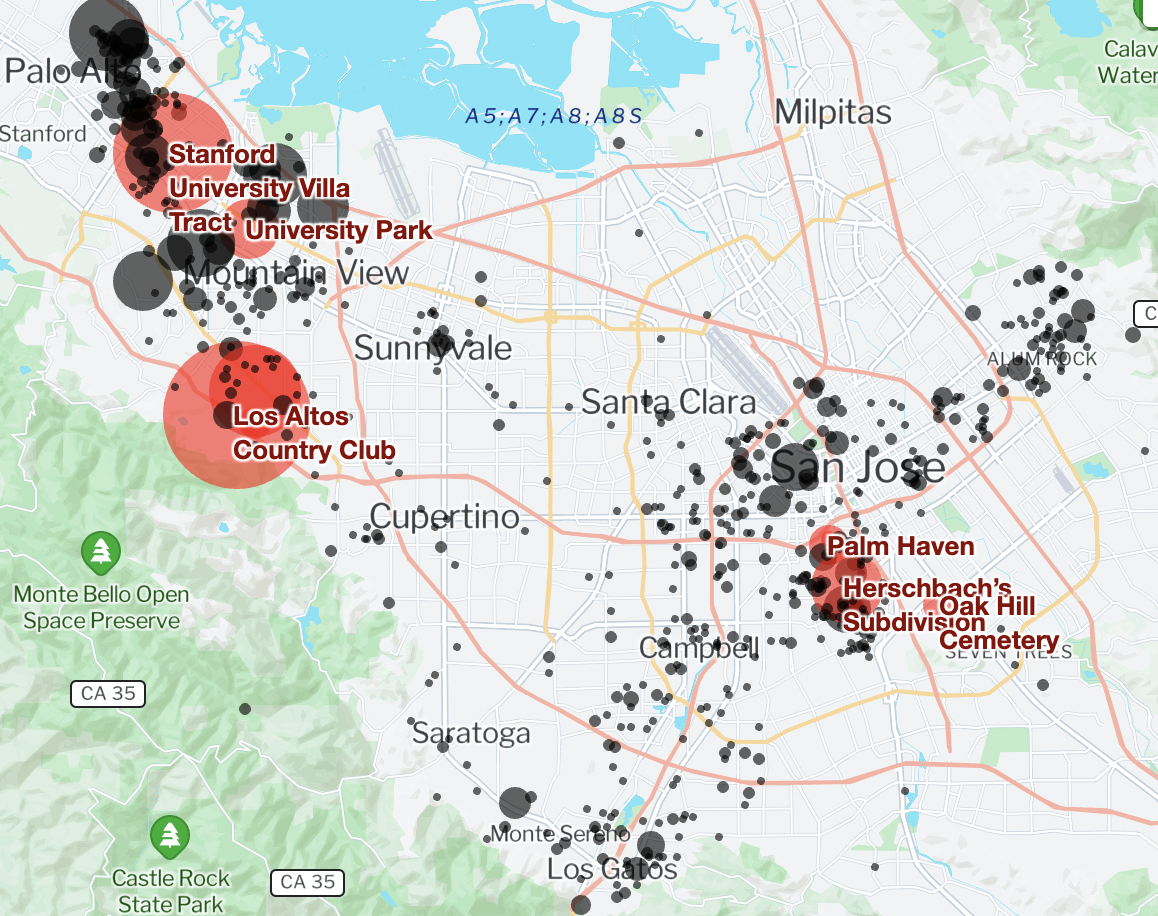 Calav
Water
Palo Alto
Stanford
A5;A7;A8;A8S
Milpitas
Stanford
University Villa
Tract
University Park
Mountain View
C
Sunnyvale
ALUM ROCK
Santa Clara
Los Altos
Country Club
San Jose
Cupertino
Palm Haven
Monte Bello Open
Space Preserve
Herschbach's
Subdivision
Oak Hill
Cemetery
SEVEN TREES
Campbell
CA 35
Saratoga
Monte Sereno
Los Gatos
Castle Rock
State Park
CA 35